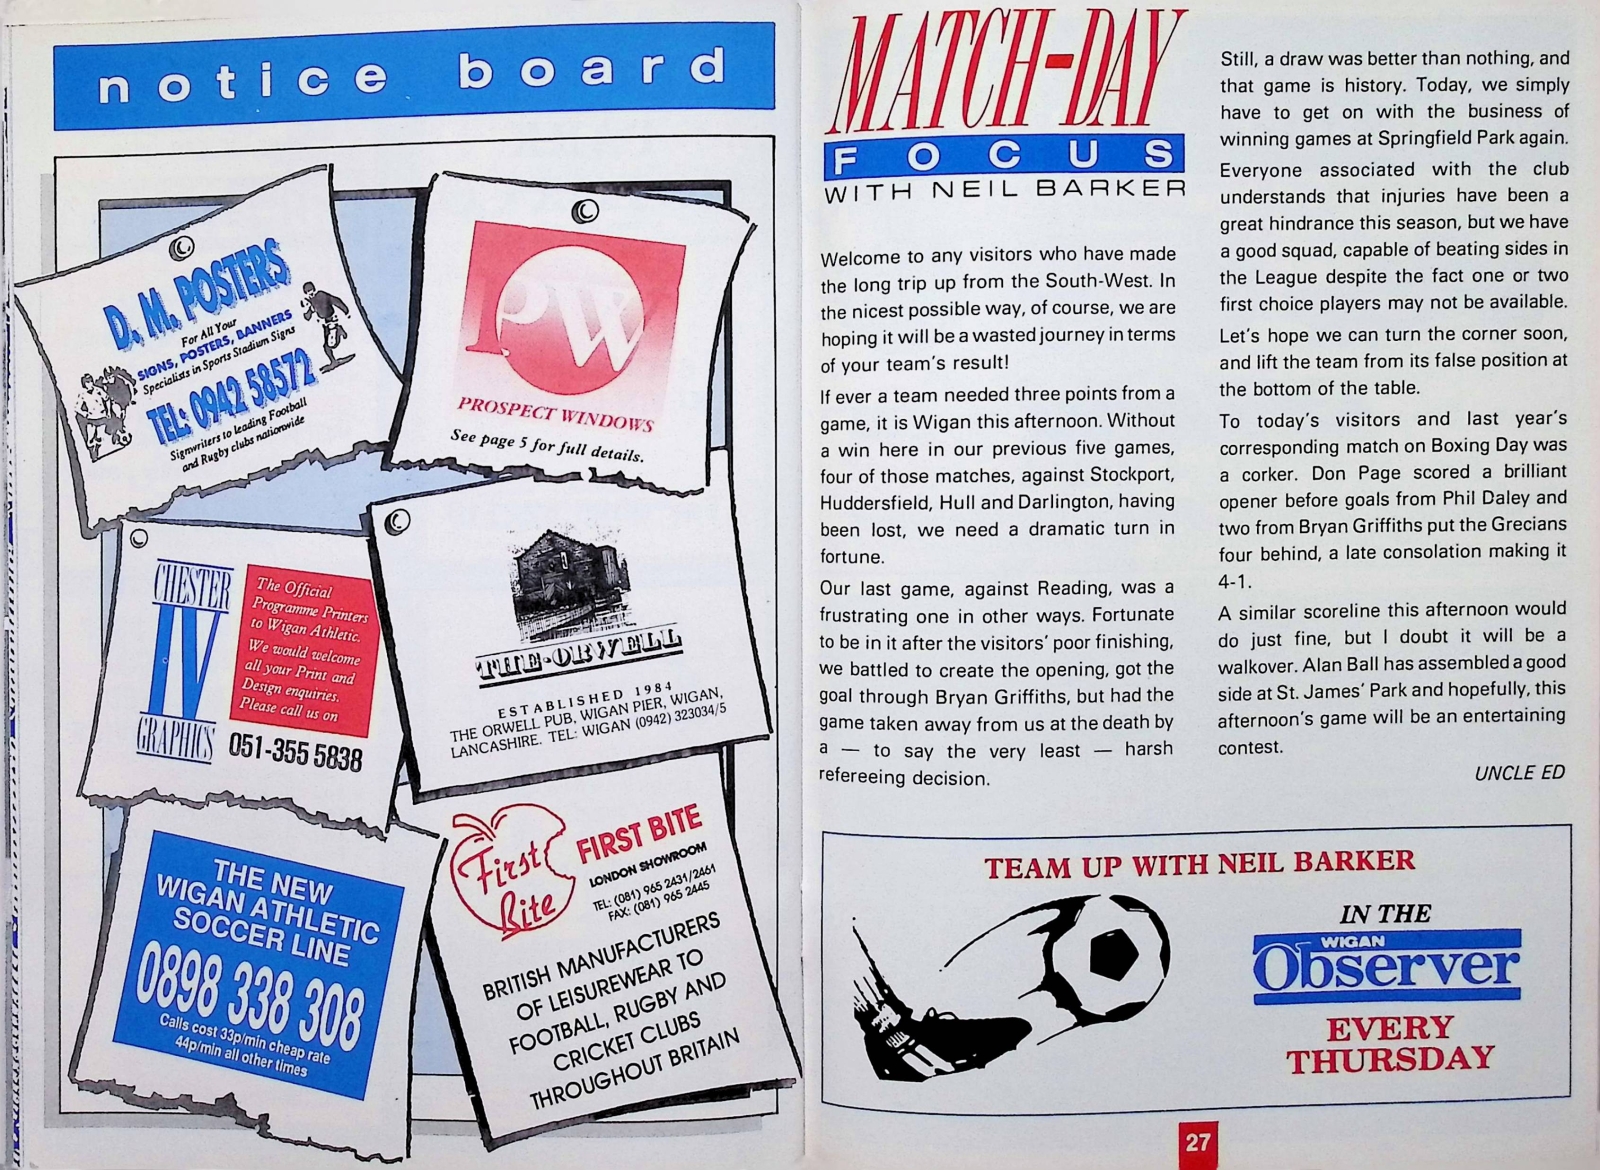 notice board
D. M. POSTERS
For All Your
SIGNS, POSTERS, BANNERS
Specialists in Sports Stadium Signs
TEL: 0942 58572
Signwriters to leading Football
and Rugby clubs nationwide
PW
PROSPECT WINDOWS
See page 5 for full details.
CHESTER
IV
GRAPHICS
The Official
Programme Printers
to Wigan Athletic.
We would welcome
all your Print and
Design enquiries.
Please call us on
051-355 5838
THE·ORWELL
ESTABLISHED 1984
THE ORWELL PUB, WIGAN PIER, WIGAN,
LANCASHIRE. TEL: WIGAN (0942) 323034/5
THE NEW
WIGAN ATHLETIC
SOCCER LINE
0898 338 308
Calls cost 33p/min cheap rate
44p/min all other times
First
Bite
FIRST BITE
LONDON SHOWROOM
TEL: (081) 965 2431/2461
FAX: (081) 965 2445
BRITISH MANUFACTURERS
OF LEISUREWEAR TO
FOOTBALL, RUGBY AND
CRICKET CLUBS
THROUGHOUT BRITAIN
MATCH-DAY
FOCUS
WITH NEIL BARKER
Welcome to any visitors who have made
the long trip up from the South-West. In
the nicest possible way, of course, we are
hoping it will be a wasted journey in terms
of your team's result!
If ever a team needed three points from a
game, it is Wigan this afternoon. Without
a win here in our previous five games,
four of those matches, against Stockport,
Huddersfield, Hull and Darlington, having
been lost, we need a dramatic turn in
fortune.
Our last game, against Reading, was a
frustrating one in other ways. Fortunate
to be in it after the visitors' poor finishing,
we battled to create the opening, got the
goal through Bryan Griffiths, but had the
game taken away from us at the death by
a — to say the very least — harsh
refereeing decision.
Still, a draw was better than nothing, and
that game is history. Today, we simply
have to get on with the business of
winning games at Springfield Park again.
Everyone associated with the club
understands that injuries have been a
great hindrance this season, but we have
a good squad, capable of beating sides in
the League despite the fact one or two
first choice players may not be available.
Let's hope we can turn the corner soon,
and lift the team from its false position at
the bottom of the table.
To today's visitors and last year's
corresponding match on Boxing Day was
a corker. Don Page scored a brilliant
opener before goals from Phil Daley and
two from Bryan Griffiths put the Grecians
four behind, a late consolation making it
4-1.
A similar scoreline this afternoon would
do just fine, but I doubt it will be a
walkover. Alan Ball has assembled a good
side at St. James' Park and hopefully, this
afternoon's game will be an entertaining
contest.
UNCLE ED
TEAM UP WITH NEIL BARKER
IN THE
WIGAN
Observer
EVERY
THURSDAY
27